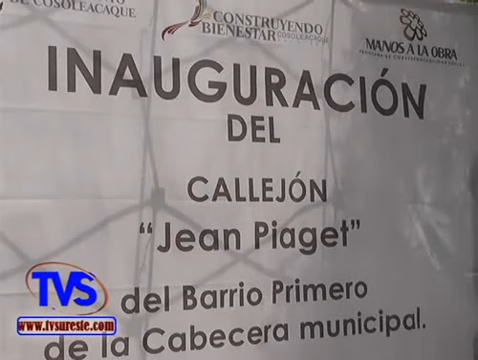 DE COSOLEACAQUE
CONSTRUYENDO
BIENESTAR
COSOLEACAQUE
MANOS A LA OBRA
INAUGURACIÓN
DEL
CALLEJÓN
"Jean Piaget"
del Barrio Primero
de la Cabecera municipal.
TVS
www.tvsureste.com